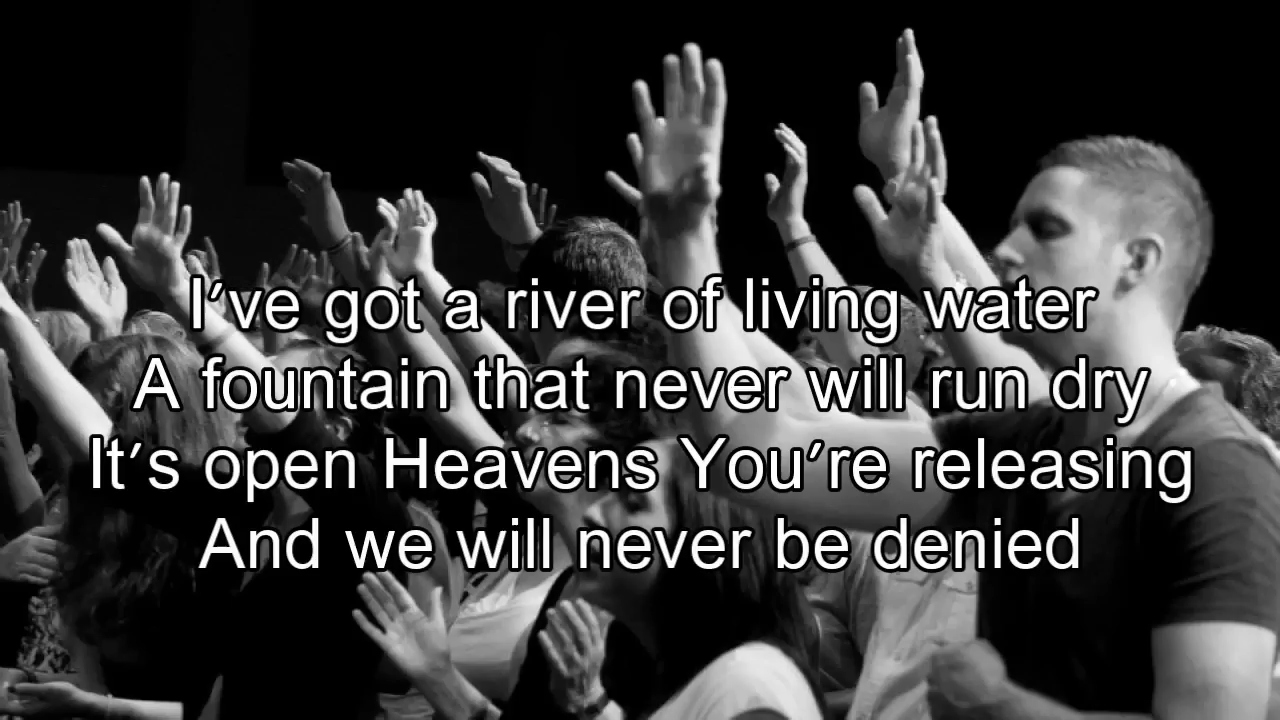 I′ve got a river of living water
A fountain that never will run dry
It′s open Heavens You′re releasing
And we will never be denied